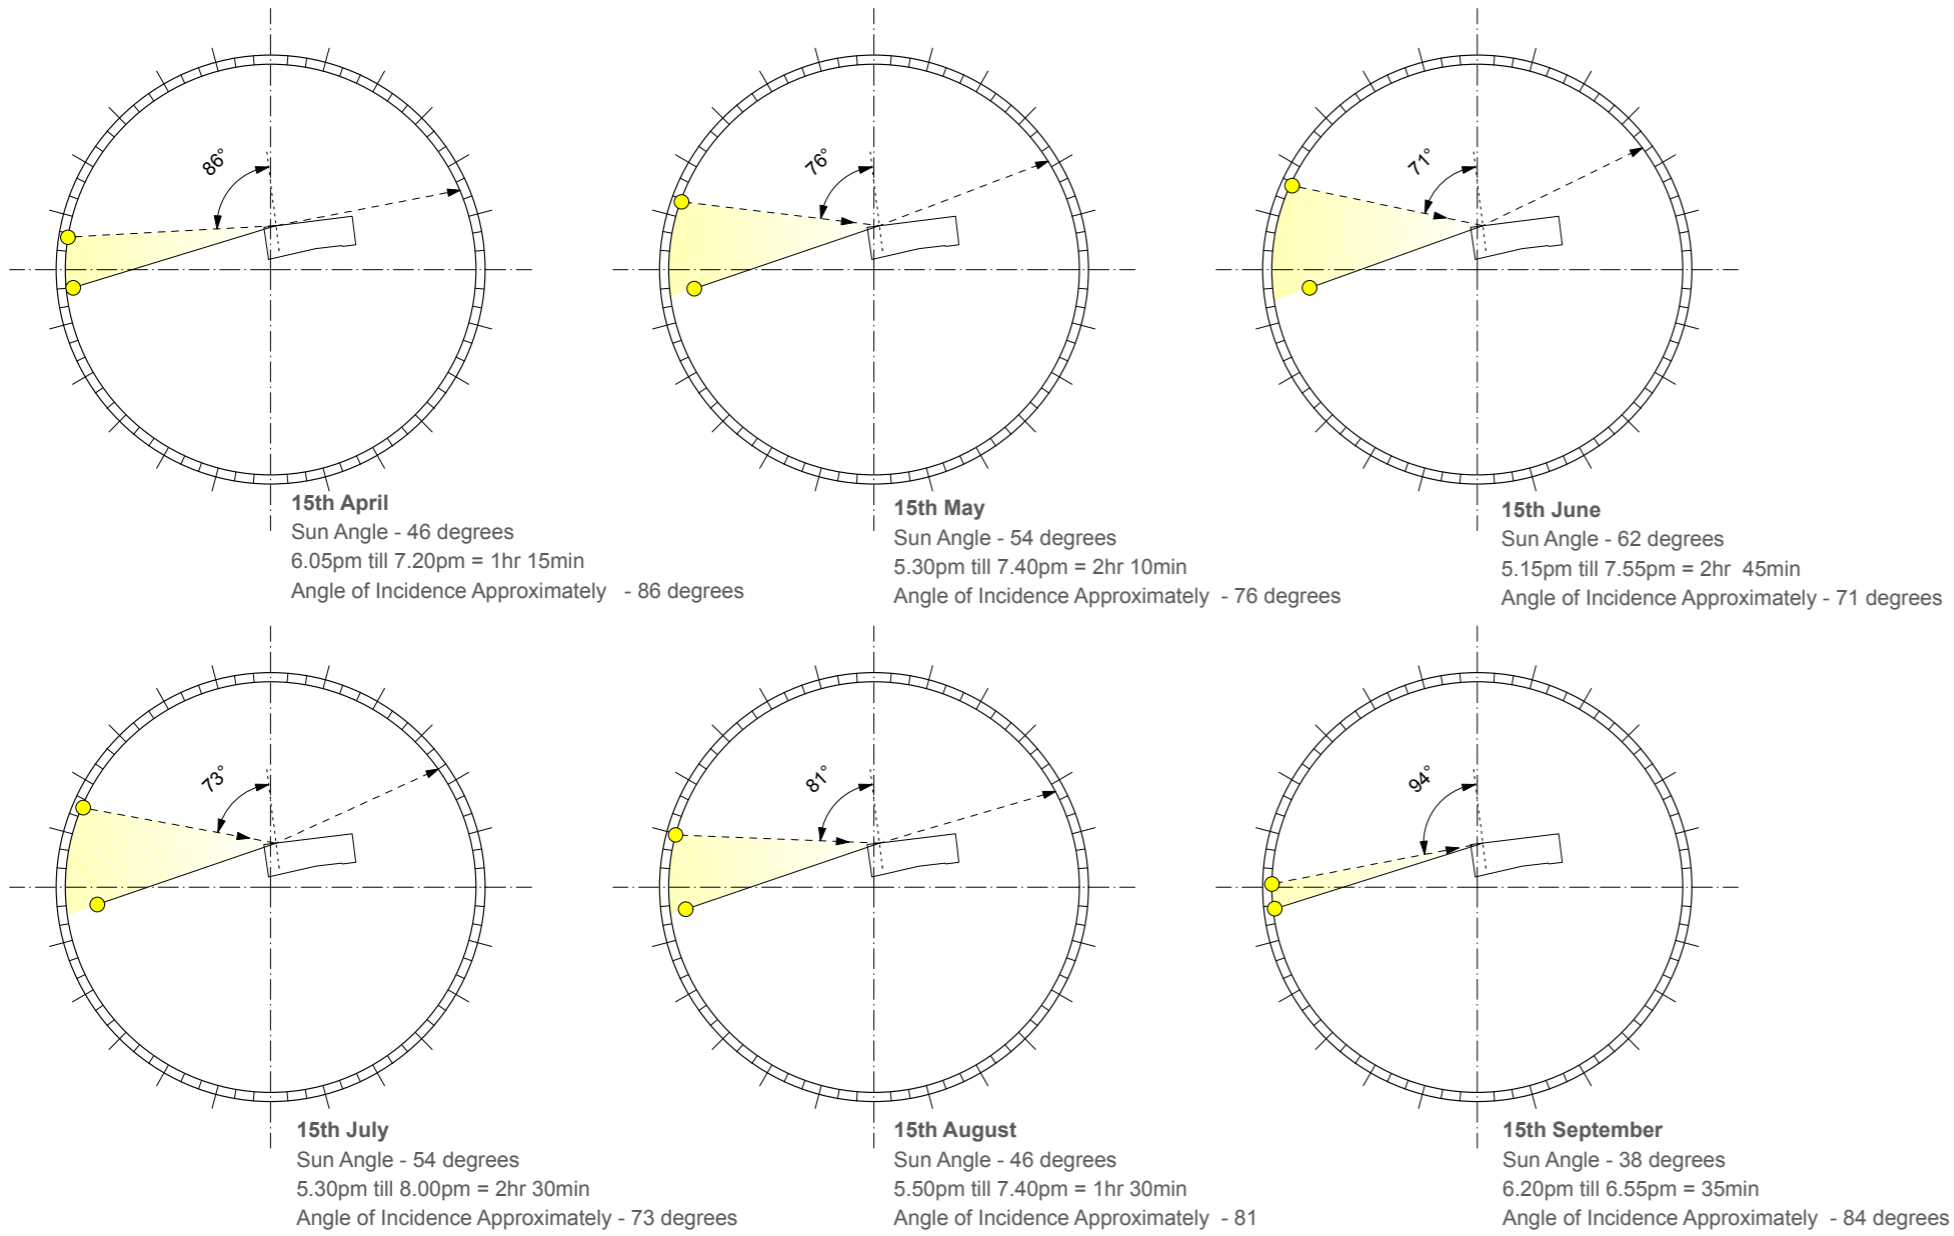 86°
76°
71°
15th April
Sun Angle - 46 degrees
6.05pm till 7.20pm = 1hr 15min
Angle of Incidence Approximately - 86 degrees
15th May
Sun Angle - 54 degrees
5.30pm till 7.40pm = 2hr 10min
Angle of Incidence Approximately - 76 degrees
15th June
Sun Angle - 62 degrees
5.15pm till 7.55pm = 2hr 45min
Angle of Incidence Approximately - 71 degrees
73°
81°
94°
15th July
Sun Angle - 54 degrees
5.30pm till 8.00pm = 2hr 30min
Angle of Incidence Approximately - 73 degrees
15th August
Sun Angle - 46 degrees
5.50pm till 7.40pm = 1hr 30min
Angle of Incidence Approximately - 81
15th September
Sun Angle - 38 degrees
6.20pm till 6.55pm = 35min
Angle of Incidence Approximately - 84 degrees